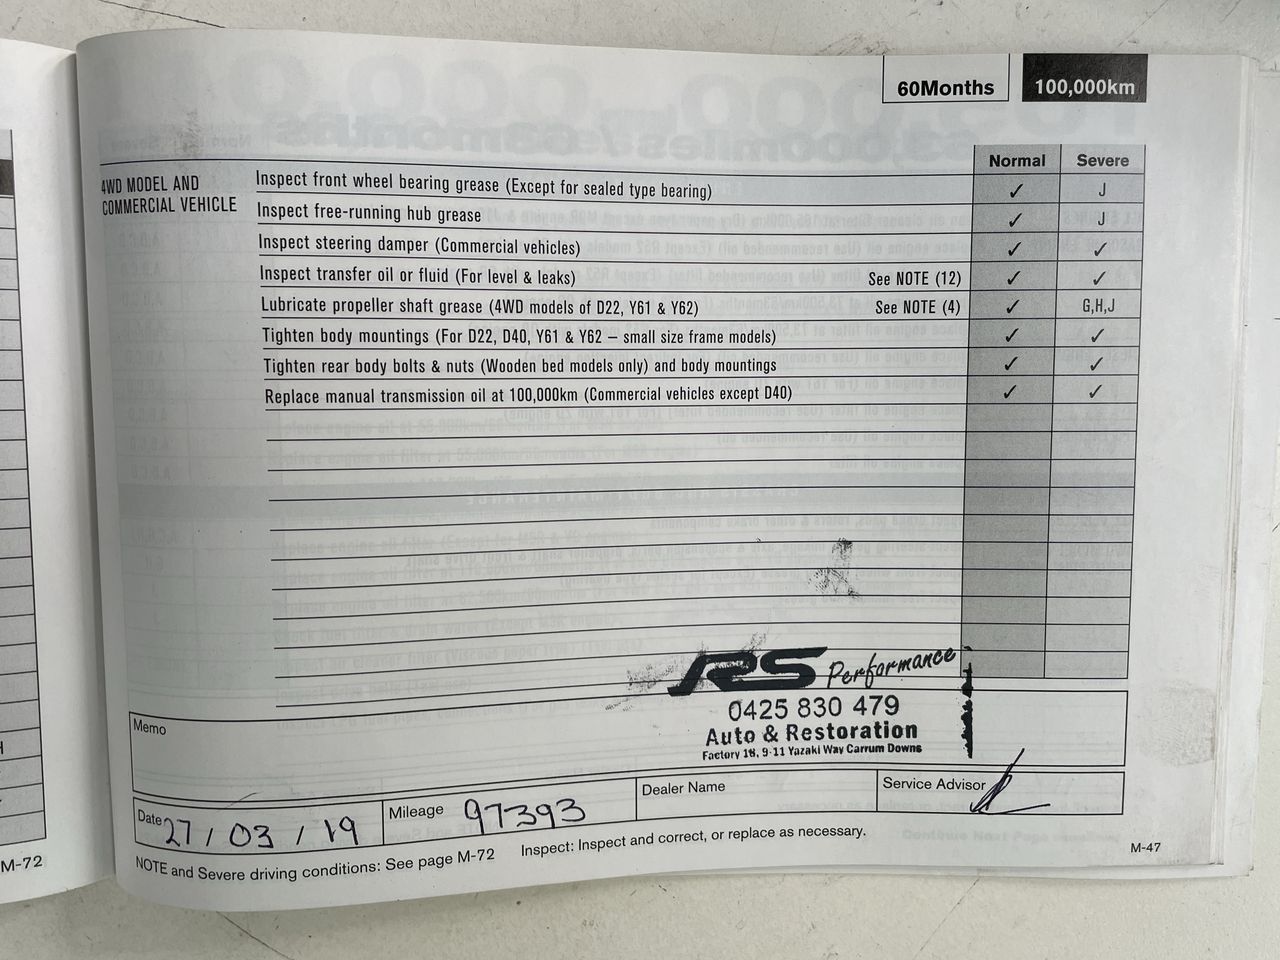 60Months 100,000km
Normal Severe
4WD MODEL AND
COMMERCIAL VEHICLE
Inspect front wheel bearing grease (Except for sealed type bearing) ✓ J
Inspect free-running hub grease ✓ J
Inspect steering damper (Commercial vehicles) ✓ ✓
Inspect transfer oil or fluid (For level & leaks) See NOTE (12) ✓ ✓
Lubricate propeller shaft grease (4WD models of D22, Y61 & Y62) See NOTE (4) ✓ G,H,J
Tighten body mountings (For D22, D40, Y61 & Y62 – small size frame models) ✓ ✓
Tighten rear body bolts & nuts (Wooden bed models only) and body mountings ✓ ✓
Replace manual transmission oil at 100,000km (Commercial vehicles except D40) ✓ ✓
RS Performance
0425 830 479
Auto & Restoration
Factory 18, 9-11 Yazaki Way Carrum Downs
Memo
Date 27/03/19 Mileage 97393 Dealer Name Service Advisor
NOTE and Severe driving conditions: See page M-72 Inspect: Inspect and correct, or replace as necessary.
M-47
M-72